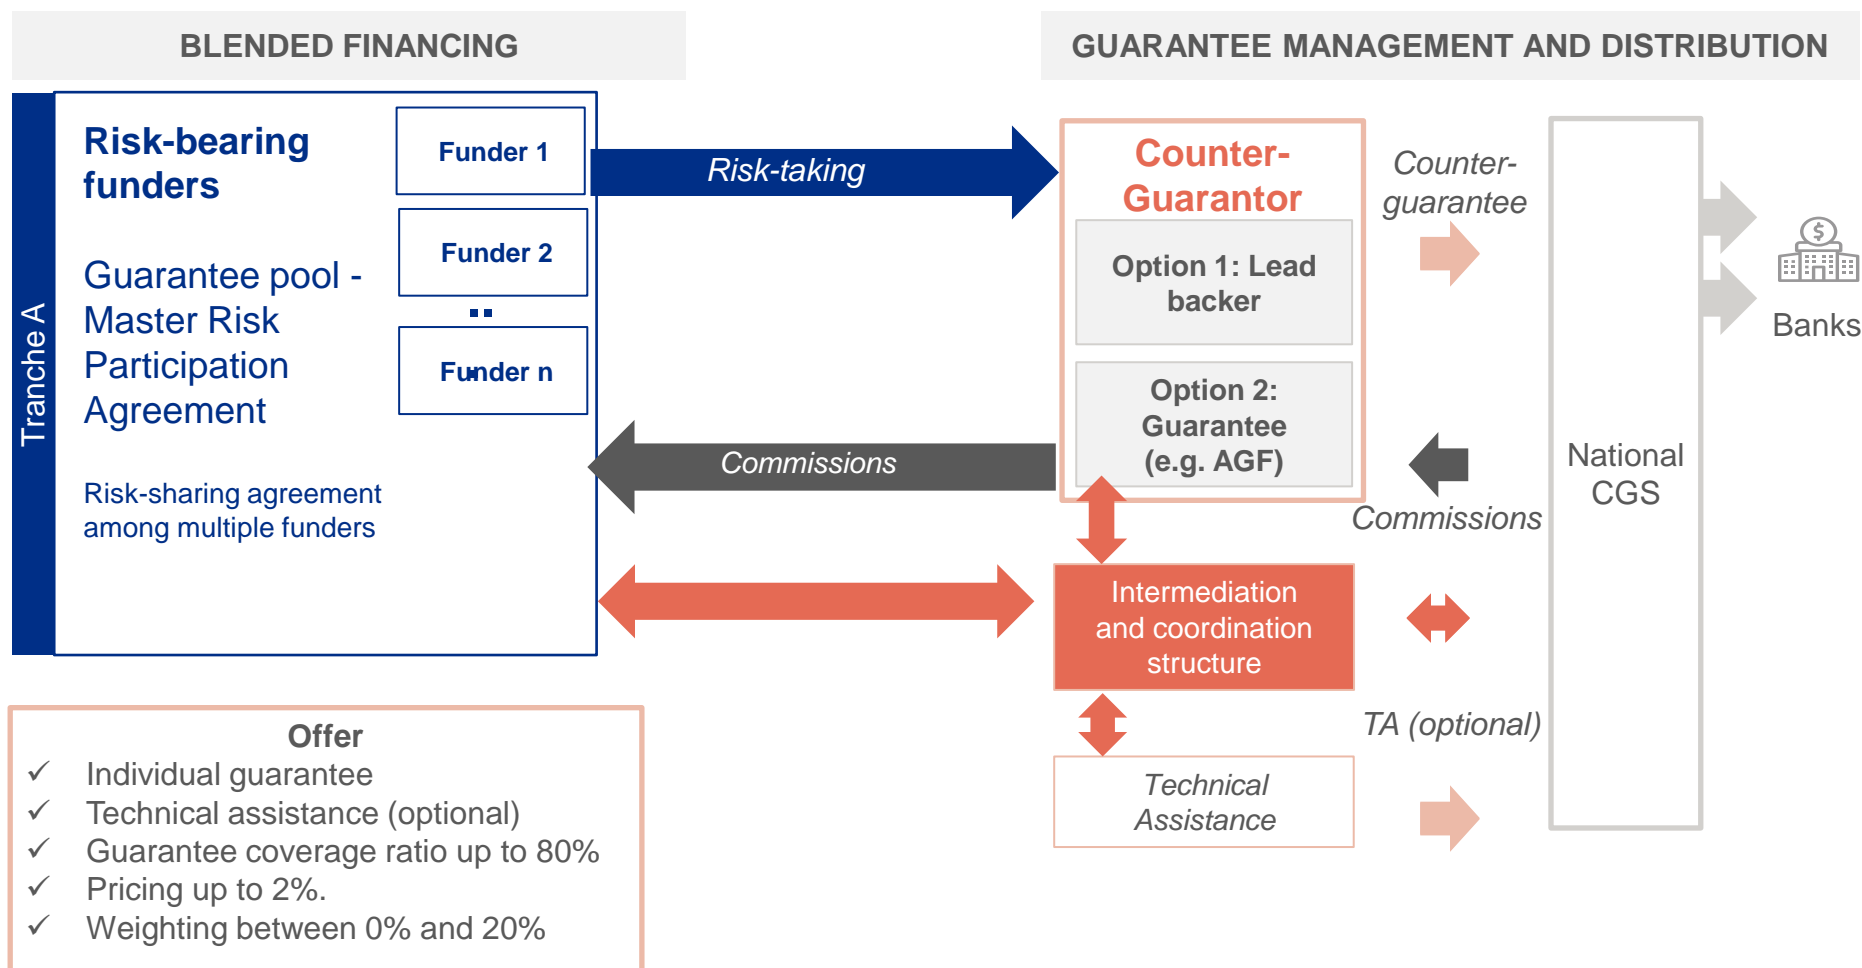 BLENDED FINANCING
GUARANTEE MANAGEMENT AND DISTRIBUTION
Tranche A
Risk-bearing
funders
Guarantee pool -
Master Risk
Participation
Agreement
Risk-sharing agreement
among multiple funders
Funder 1
Funder 2
..
Funder n
.
Risk-taking
Commissions
Counter-
Guarantor
Option 1: Lead
backer
Option 2:
Guarantee
(e.g. AGF)
Intermediation
and coordination
structure
Technical
Assistance
Counter-
guarantee
Commissions
TA (optional)
National
CGS
$
Banks
Offer
✓ Individual guarantee
✓ Technical assistance (optional)
✓ Guarantee coverage ratio up to 80%
✓ Pricing up to 2%.
✓ Weighting between 0% and 20%